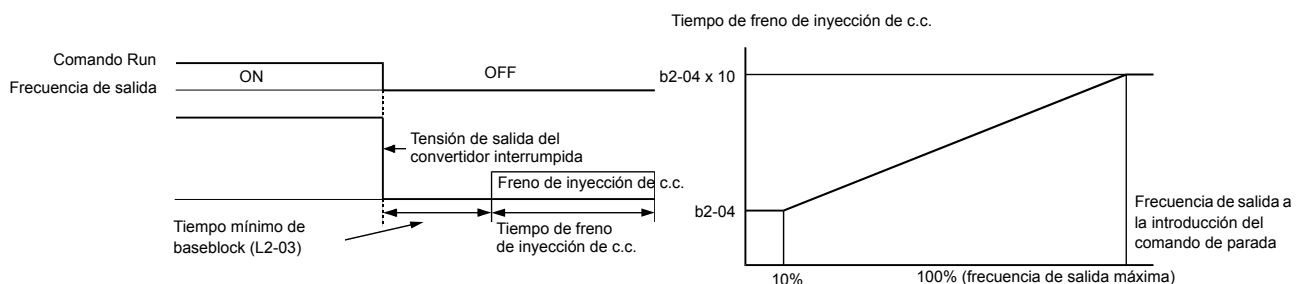 Comando Run
Frecuencia de salida
ON
OFF
Tensión de salida del
convertidor interrumpida
Freno de inyección de c.c.
Tiempo mínimo de
baseblock (L2-03)
Tiempo de freno
de inyección de c.c.
Tiempo de freno de inyección de c.c.
b2-04 x 10
b2-04
Frecuencia de salida a
la introducción del
comando de parada
10%
100% (frecuencia de salida máxima)